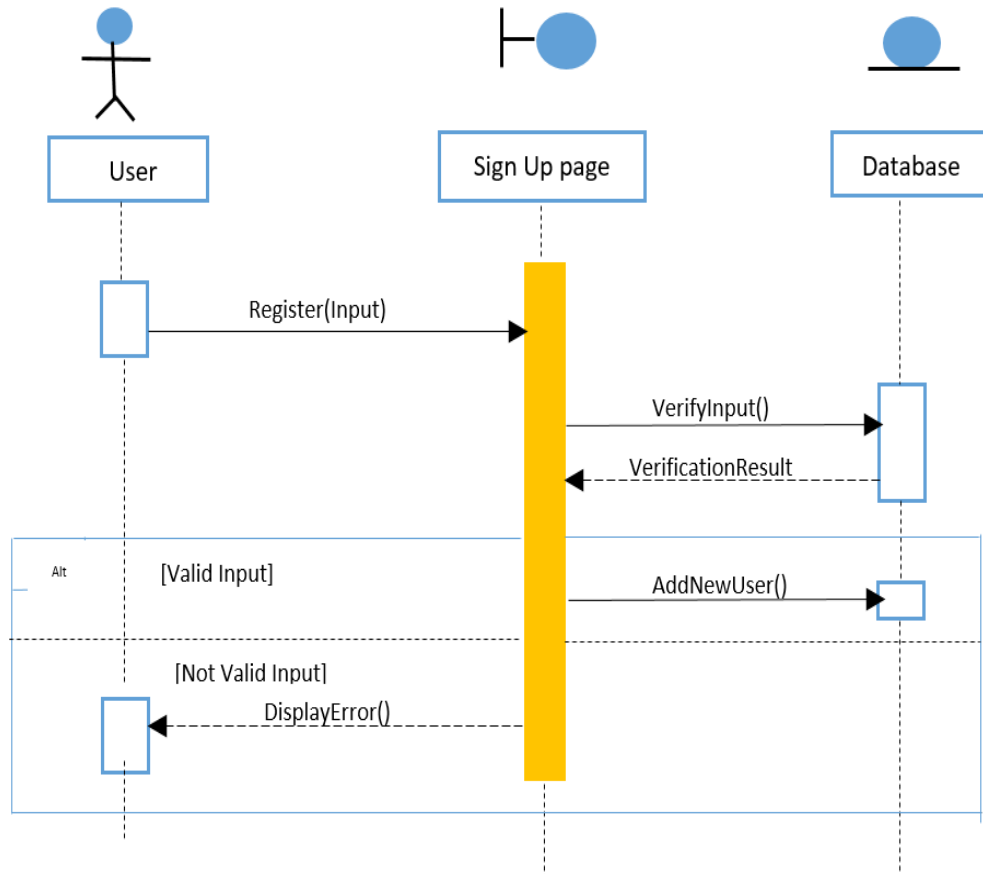 User
Sign Up page
Database
Register(Input)
VerifyInput()
VerificationResult
Alt
[Valid Input]
AddNewUser()
[Not Valid Input]
DisplayError()